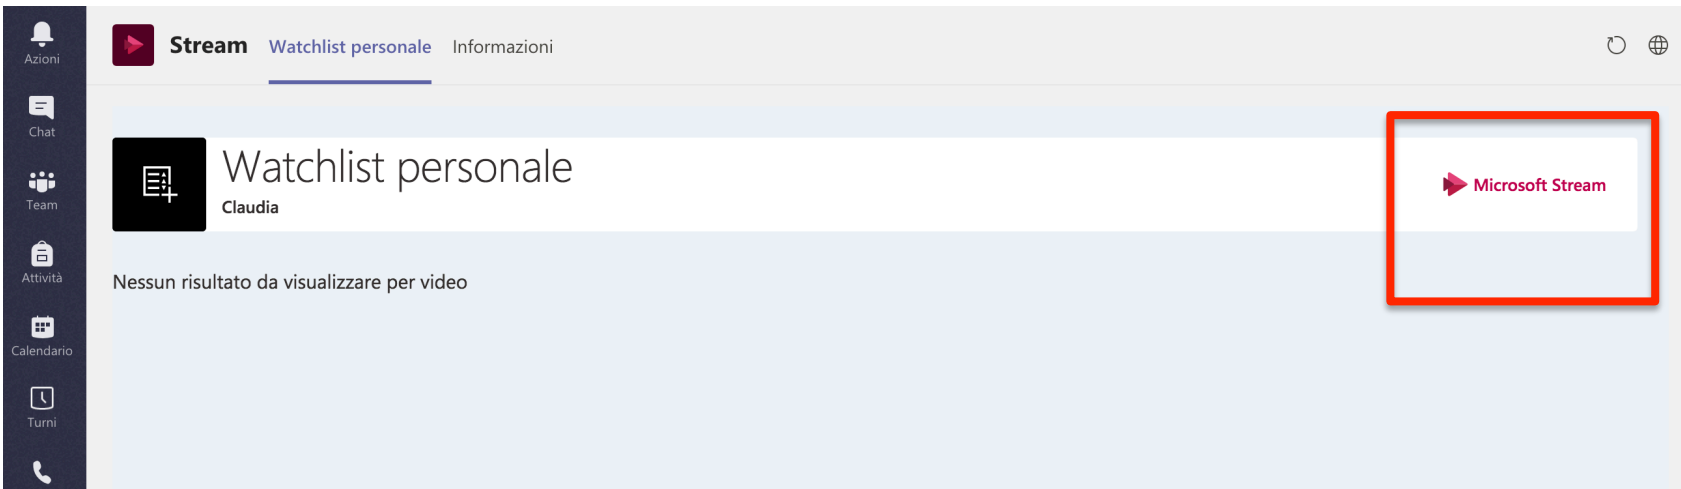 Azioni
Chat
Team
Attività
Calendario
Turni
Stream Watchlist personale Informazioni
Watchlist personale
Claudia
Microsoft Stream
Nessun risultato da visualizzare per video